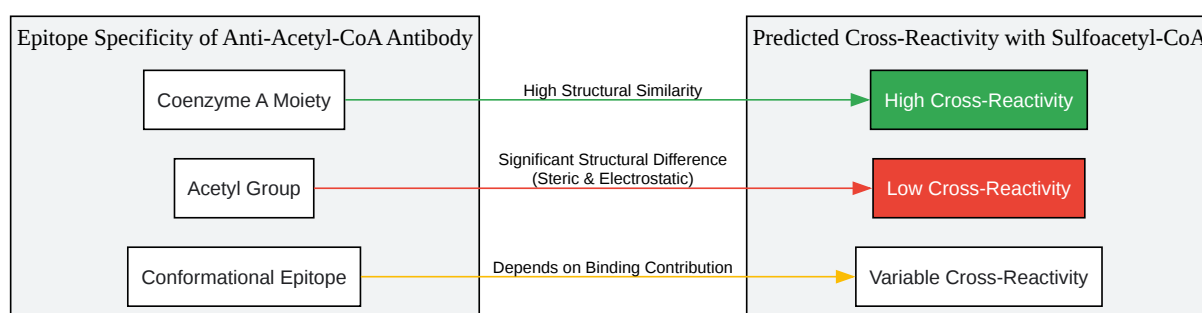 Epitope Specificity of Anti-Acetyl-CoA Antibody
Predicted Cross-Reactivity with Sulfoacetyl-CoA
Coenzyme A Moiety
High Structural Similarity
High Cross-Reactivity
Acetyl Group
Significant Structural Difference
(Steric & Electrostatic)
Low Cross-Reactivity
Conformational Epitope
Depends on Binding Contribution
Variable Cross-Reactivity